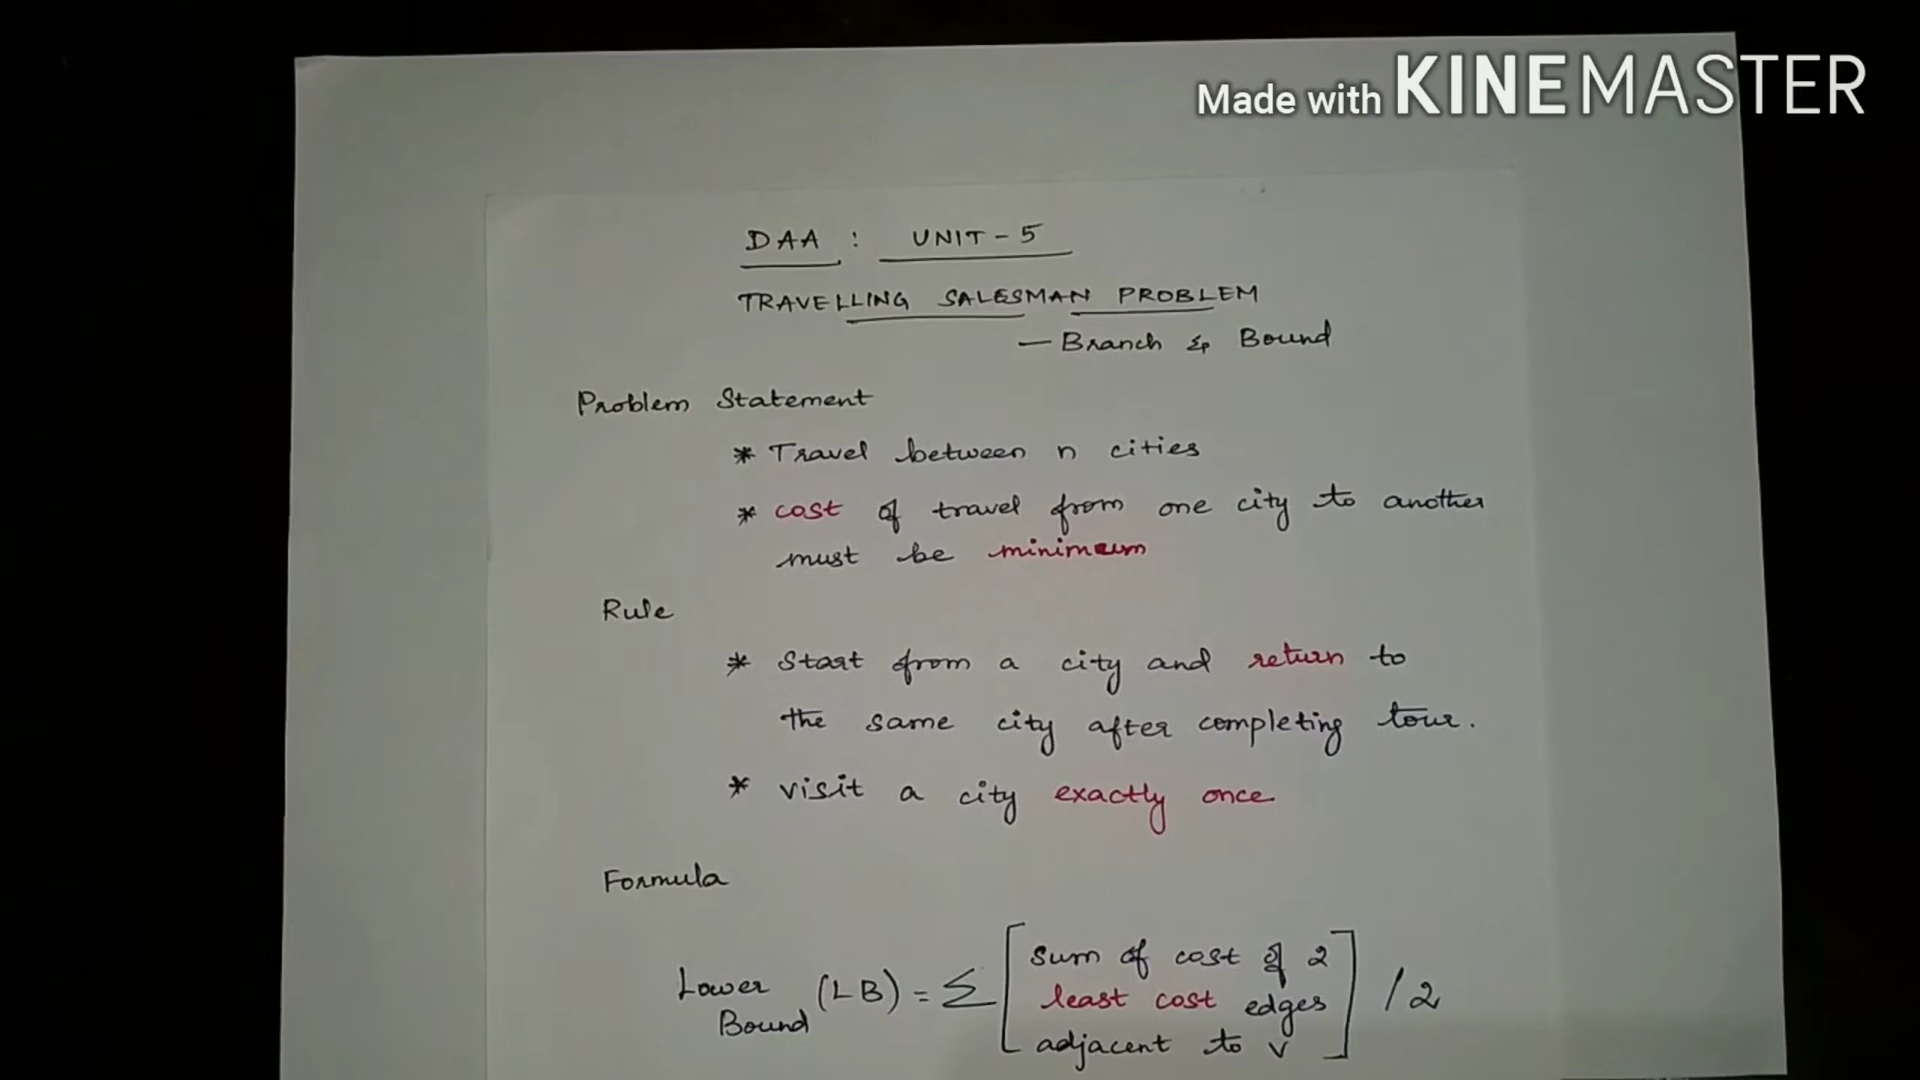 Made with KINEMASTER
DAA : UNIT-5
TRAVELLING SALESMAN PROBLEM
— Branch & Bound
Problem Statement
* Travel between n cities
* cost of travel from one city to another
must be minimum
Rule
* Start from a city and return to
the same city after completing tour.
* visit a city exactly once
Formula
Lower Bound (LB) = Σ [ sum of cost of 2
least cost edges
adjacent to v ] / 2